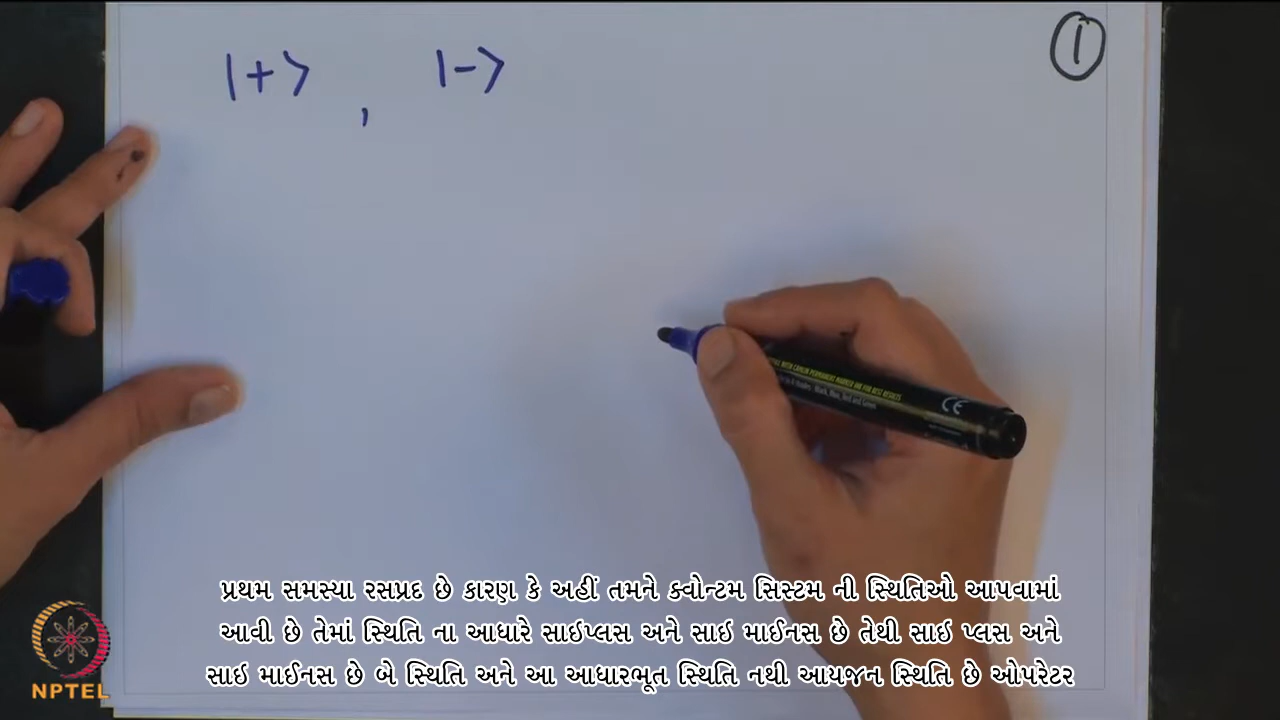 |+> , |->
1
CE
પ્રથમ સમસ્યા રસપ્રદ છે કારણ કે અહીં તમને ક્વોન્ટમ સિસ્ટમ ની સ્થિતિઓ આપવામાં
આવી છે તેમાં સ્થિતિ ના આધારે સાઇપ્લસ અને સાઇ માઈનસ છે તેથી સાઇ પ્લસ અને
સાઇ માઈનસ છે બે સ્થિતિ અને આ આધારભૂત સ્થિતિ નથી આયજન સ્થિતિ છે ઓપરેટર
NPTEL